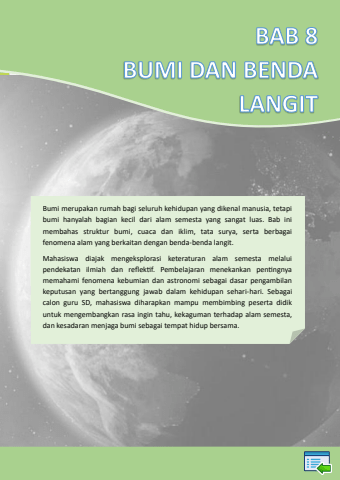 BAB 8
BUMI DAN BENDA
LANGIT
Bumi merupakan rumah bagi seluruh kehidupan yang dikenal manusia, tetapi
bumi hanyalah bagian kecil dari alam semesta yang sangat luas. Bab ini
membahas struktur bumi, cuaca dan iklim, tata surya, serta berbagai
fenomena alam yang berkaitan dengan benda-benda langit.
Mahasiswa diajak mengeksplorasi keteraturan alam semesta melalui
pendekatan ilmiah dan reflektif. Pembelajaran menekankan pentingnya
memahami fenomena kebumian dan astronomi sebagai dasar pengambilan
keputusan yang bertanggung jawab dalam kehidupan sehari-hari. Sebagai
calon guru SD, mahasiswa diharapkan mampu membimbing peserta didik
untuk mengembangkan rasa ingin tahu, kekaguman terhadap alam semesta,
dan kesadaran menjaga bumi sebagai tempat hidup bersama.